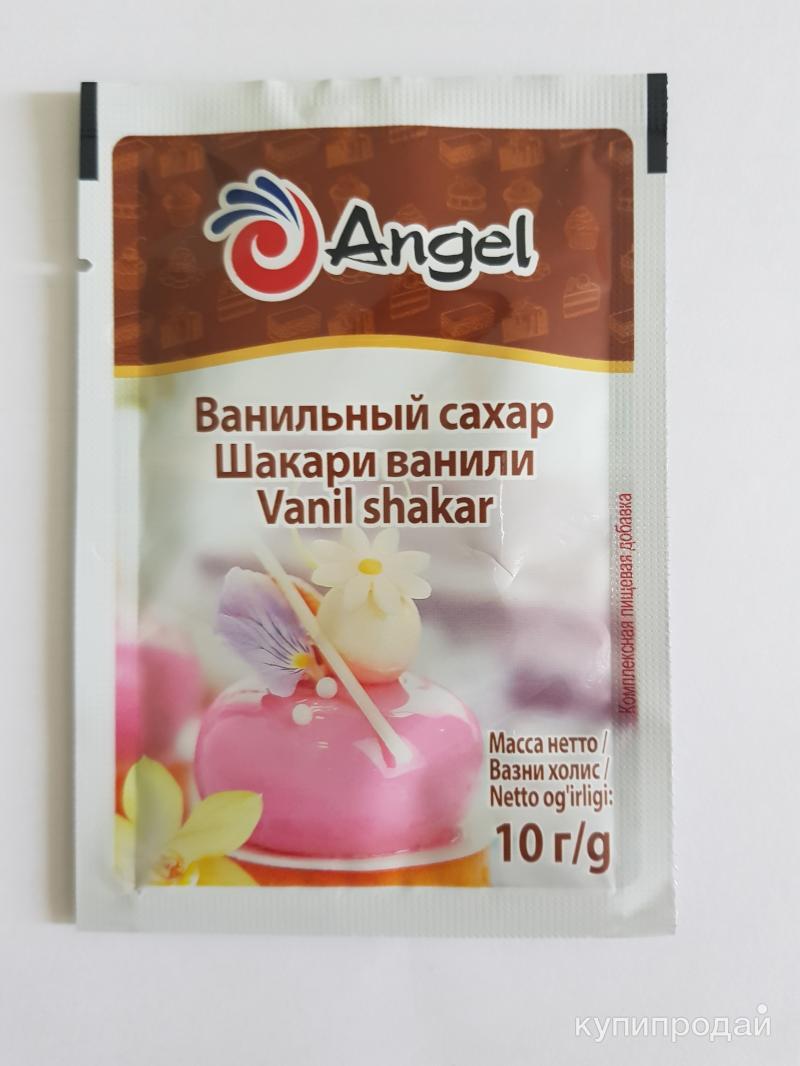 Angel
Ванильный сахар
Шакари ванили
Vanil shakar
Комплексная пищевая добавка
Масса нетто /
Вазни холис /
Netto og'irligi:
10 г/g
купипродай